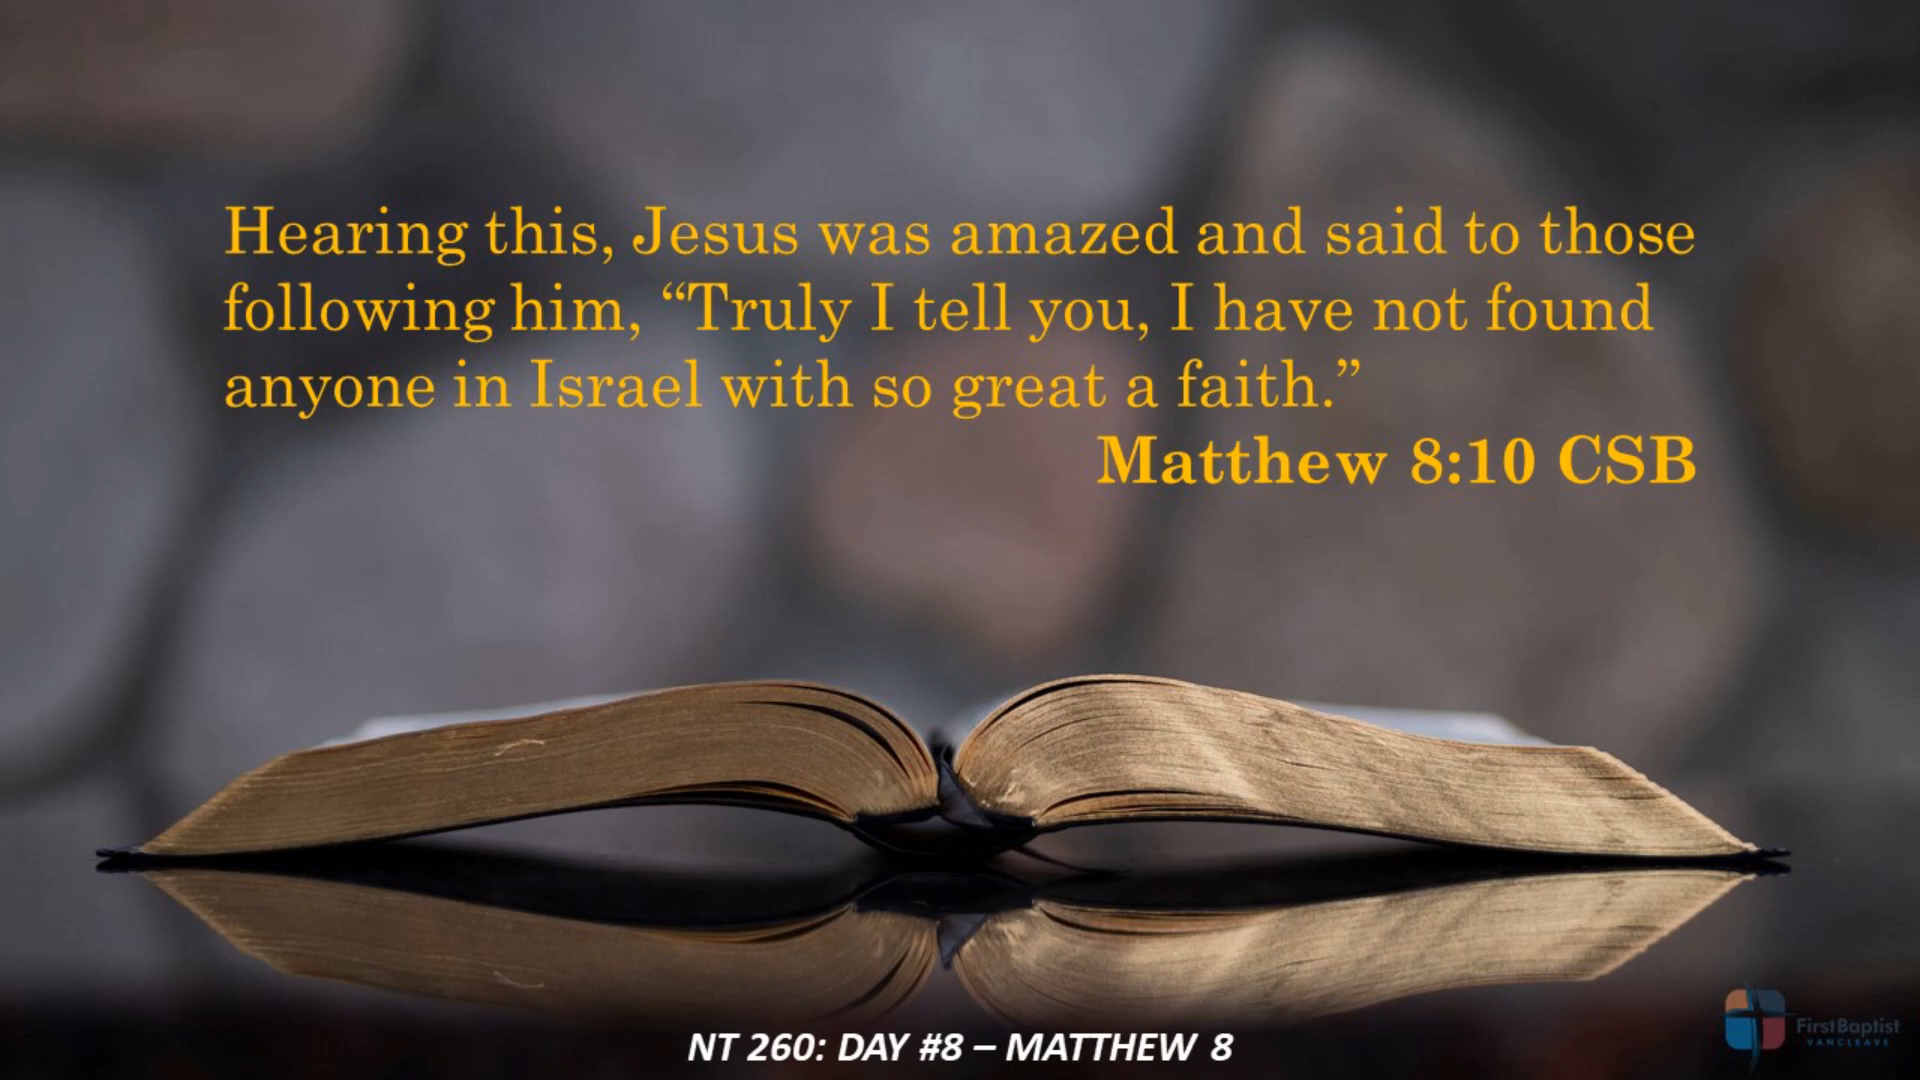 Hearing this, Jesus was amazed and said to those
following him, “Truly I tell you, I have not found
anyone in Israel with so great a faith.”
Matthew 8:10 CSB
NT 260: DAY #8 – MATTHEW 8
FirstBaptist
VANCLEAVE